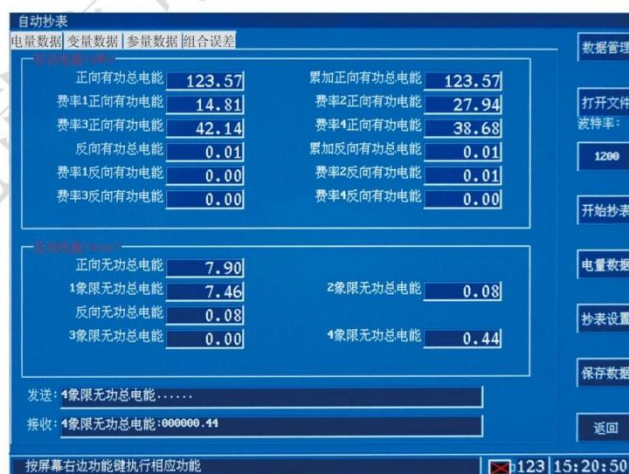 自动抄表
电量数据 变量数据 参量数据 组合误差
数据管理
正向有功总电能 123.57 累加正向有功总电能 123.57
费率1正向有功电能 14.81 费率2正向有功电能 27.94
打开文件
费率3正向有功电能 42.14 费率4正向有功电能 38.68
波特率:
反向有功总电能 0.01 累加反向有功总电能 0.01
1200
费率1反向有功电能 0.00 费率2反向有功电能 0.01
费率3反向有功电能 0.00 费率4反向有功电能 0.00
开始抄表
正向无功总电能 7.90
电量数据
1象限无功总电能 7.46 2象限无功总电能 0.08
反向无功总电能 0.08
抄表设置
3象限无功总电能 0.00 4象限无功总电能 0.44
保存数据
发送: 4象限无功总电能......
接收: 4象限无功总电能:000000.44
返回
按屏幕右边功能键执行相应功能 123 15:20:50